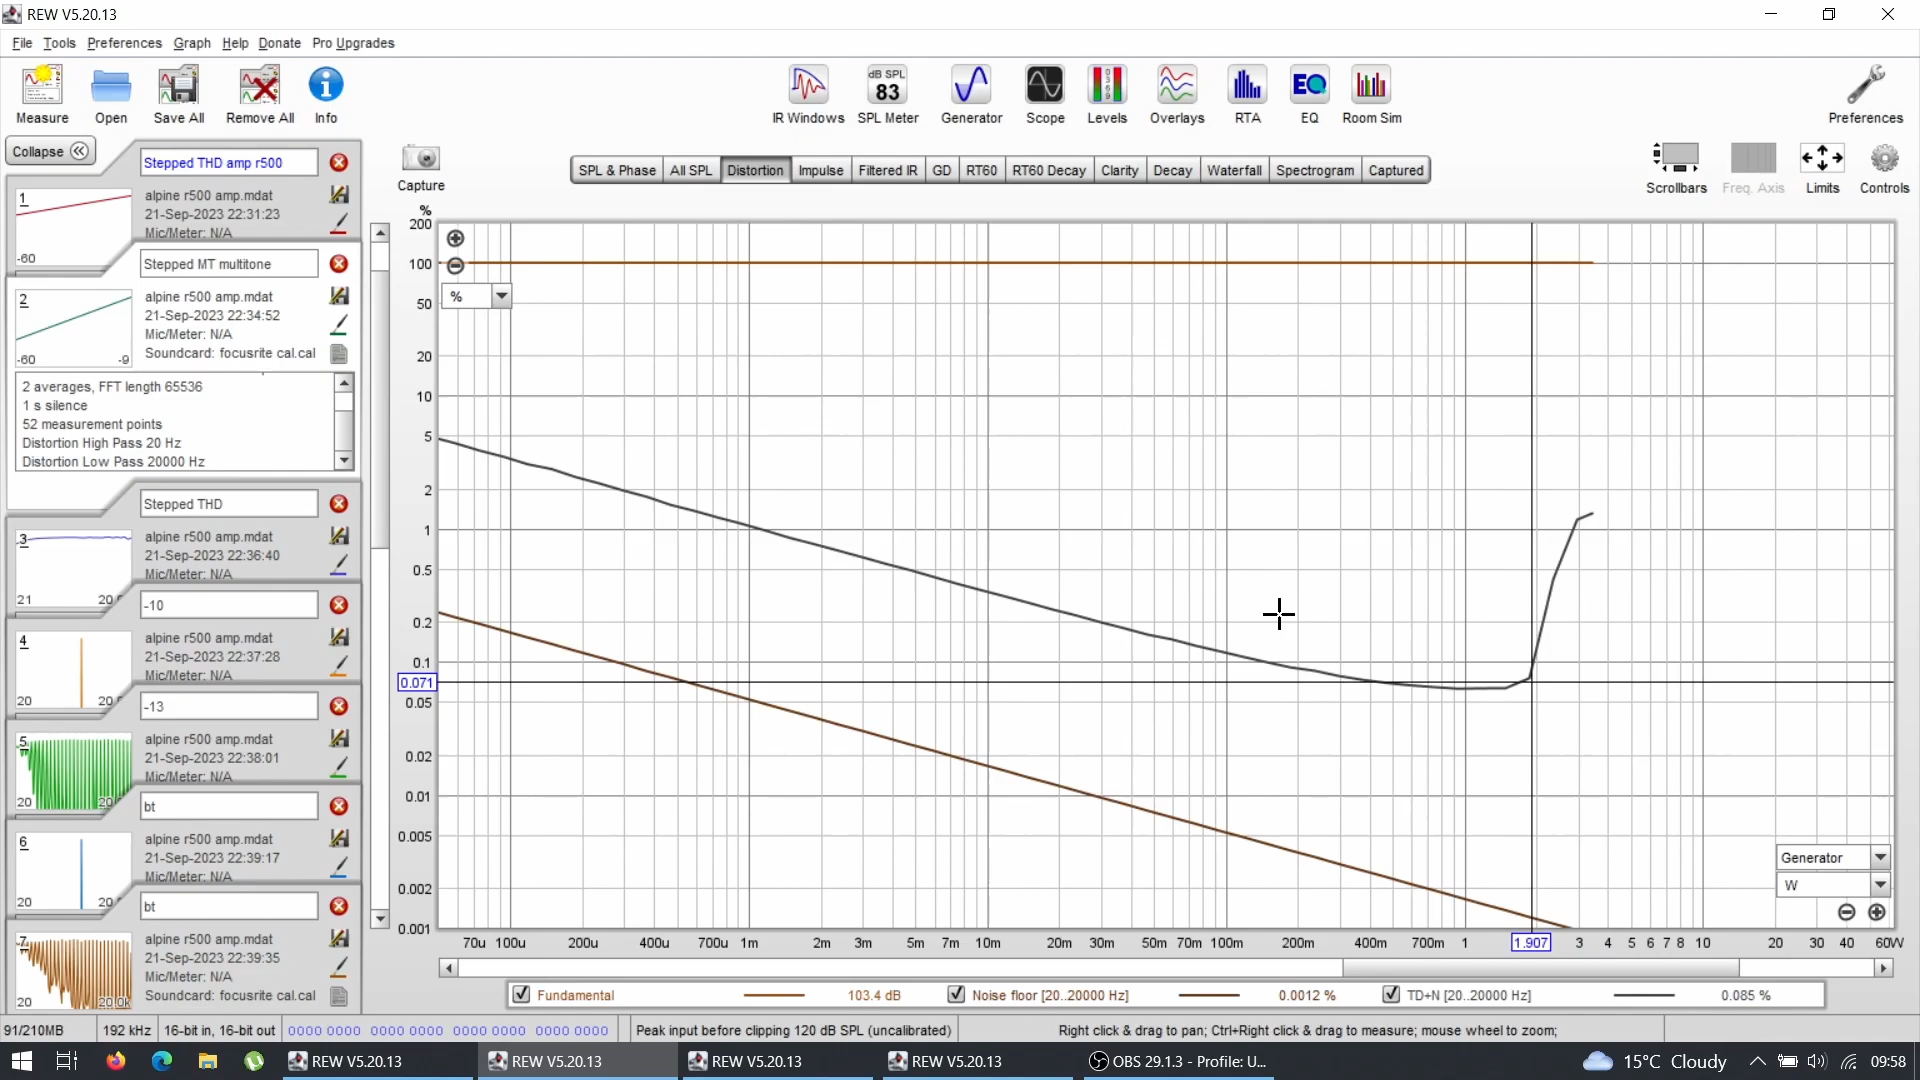 REW V5.20.13
File Tools Preferences Graph Help Donate Pro Upgrades
Measure Open Save All Remove All Info
dB SPL
83
EQ
IR Windows SPL Meter Generator Scope Levels Overlays RTA EQ Room Sim
Preferences
Collapse
Capture
SPL & Phase All SPL Distortion Impulse Filtered IR GD RT60 RT60 Decay Clarity Decay Waterfall Spectrogram Captured
Scrollbars Freq. Axis Limits Controls
Stepped THD amp r500
1
alpine r500 amp.mdat
21-Sep-2023 22:31:23
Mic/Meter: N/A
-60
Stepped MT multitone
2
alpine r500 amp.mdat
21-Sep-2023 22:34:52
Mic/Meter: N/A
Soundcard: focusrite cal.cal
-60 -9
2 averages, FFT length 65536
1 s silence
52 measurement points
Distortion High Pass 20 Hz
Distortion Low Pass 20000 Hz
Stepped THD
3
alpine r500 amp.mdat
21-Sep-2023 22:36:40
Mic/Meter: N/A
21 20
-10
4
alpine r500 amp.mdat
21-Sep-2023 22:37:28
Mic/Meter: N/A
20 20
-13
5
alpine r500 amp.mdat
21-Sep-2023 22:38:01
Mic/Meter: N/A
20 20
bt
6
alpine r500 amp.mdat
21-Sep-2023 22:39:17
Mic/Meter: N/A
20 20
bt
7
alpine r500 amp.mdat
21-Sep-2023 22:39:35
Mic/Meter: N/A
Soundcard: focusrite cal.cal
20 20.0k
%
200
100
50
20
10
5
2
1
0.5
0.2
0.1
0.071
0.05
0.02
0.01
0.005
0.002
0.001
%
Generator
W
70u 100u 200u 400u 700u 1m 2m 3m 5m 7m 10m 20m 30m 50m 70m 100m 200m 400m 700m 1 1.907 3 4 5 6 7 8 10 20 30 40 60W
Fundamental 103.4 dB Noise floor [20..20000 Hz] 0.0012 % TD+N [20..20000 Hz] 0.085 %
91/210MB 192 kHz 16-bit in, 16-bit out 0000 0000 0000 0000 0000 0000 0000 0000 Peak input before clipping 120 dB SPL (uncalibrated) Right click & drag to pan; Ctrl+Right click & drag to measure; mouse wheel to zoom;
REW V5.20.13 REW V5.20.13 REW V5.20.13 REW V5.20.13 OBS 29.1.3 - Profile: U... 15°C Cloudy 09:58